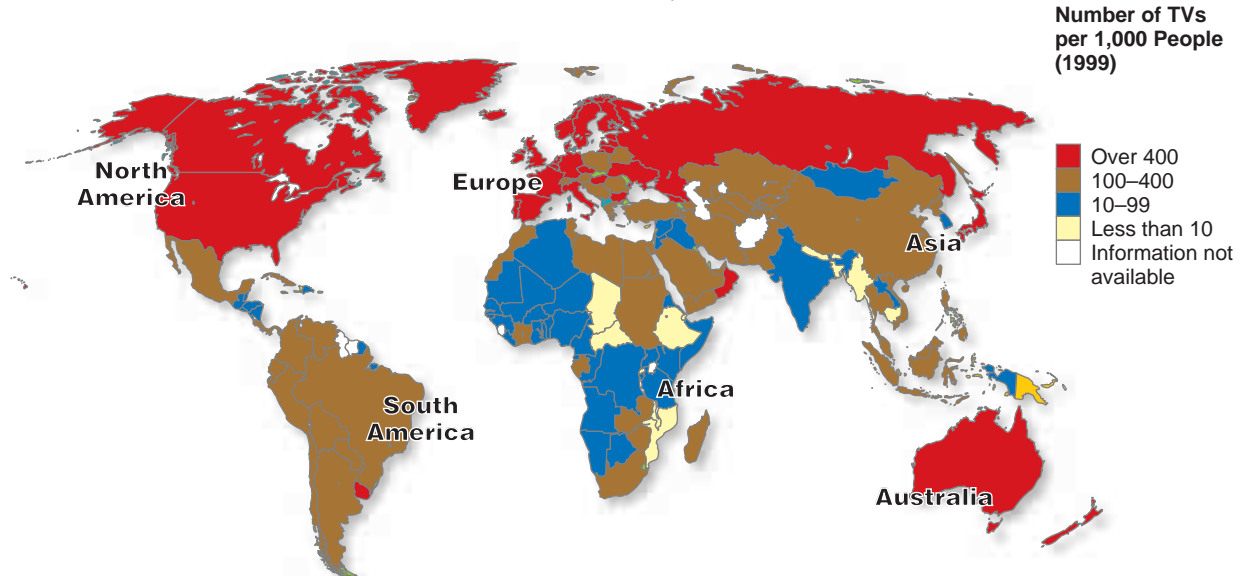 Number of TVs
per 1,000 People
(1999)
Over 400
100–400
10–99
Less than 10
Information not
available
North
America
Europe
Asia
Africa
South
America
Australia